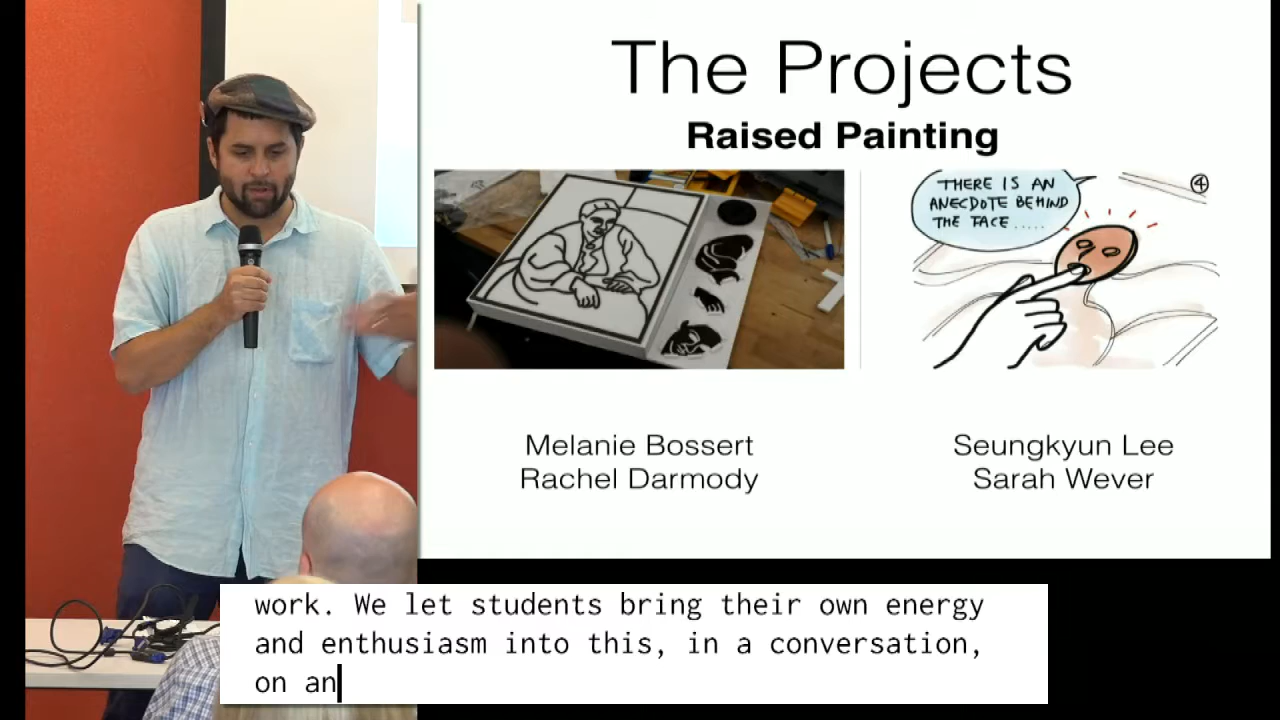 The Projects
Raised Painting
THERE IS AN
ANECDOTE BEHIND
THE FACE.....
④
Melanie Bossert
Rachel Darmody
Seungkyun Lee
Sarah Wever
work. We let students bring their own energy
and enthusiasm into this, in a conversation,
on an